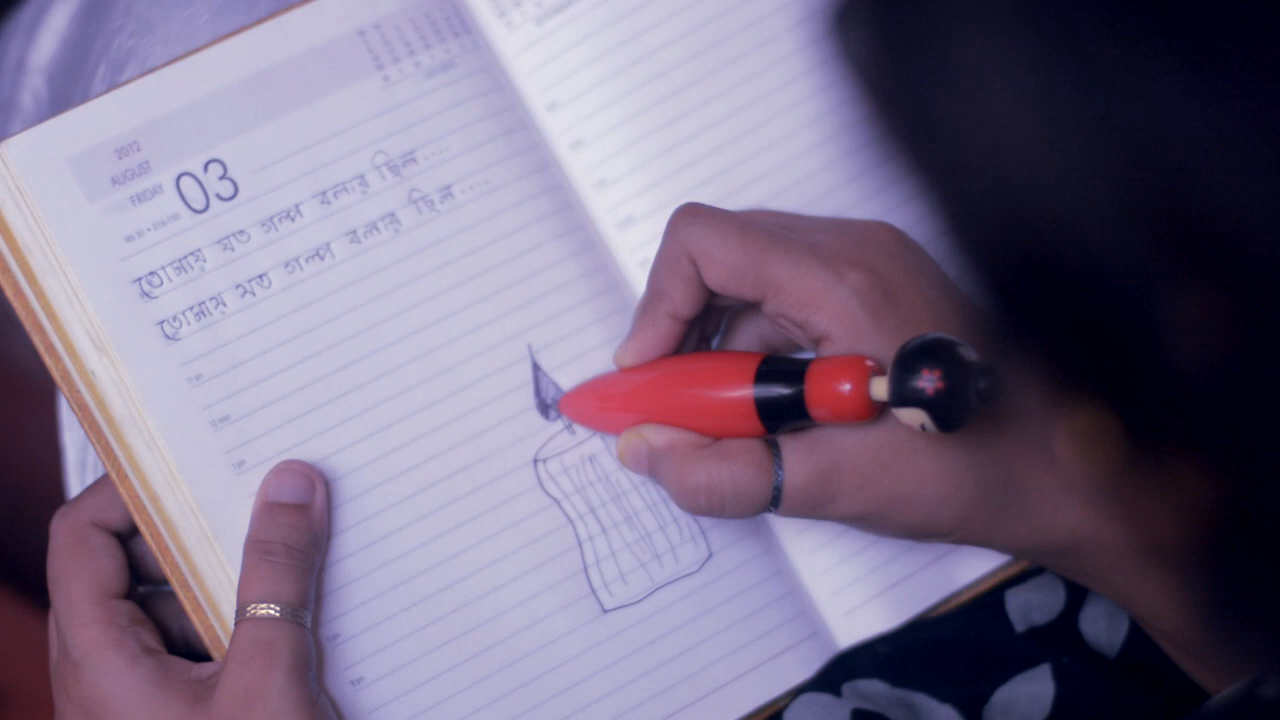 2012
AUGUST
FRIDAY
03
তোমায় যত গল্প বলার ছিল....
তোমায় যত গল্প বলার ছিল....